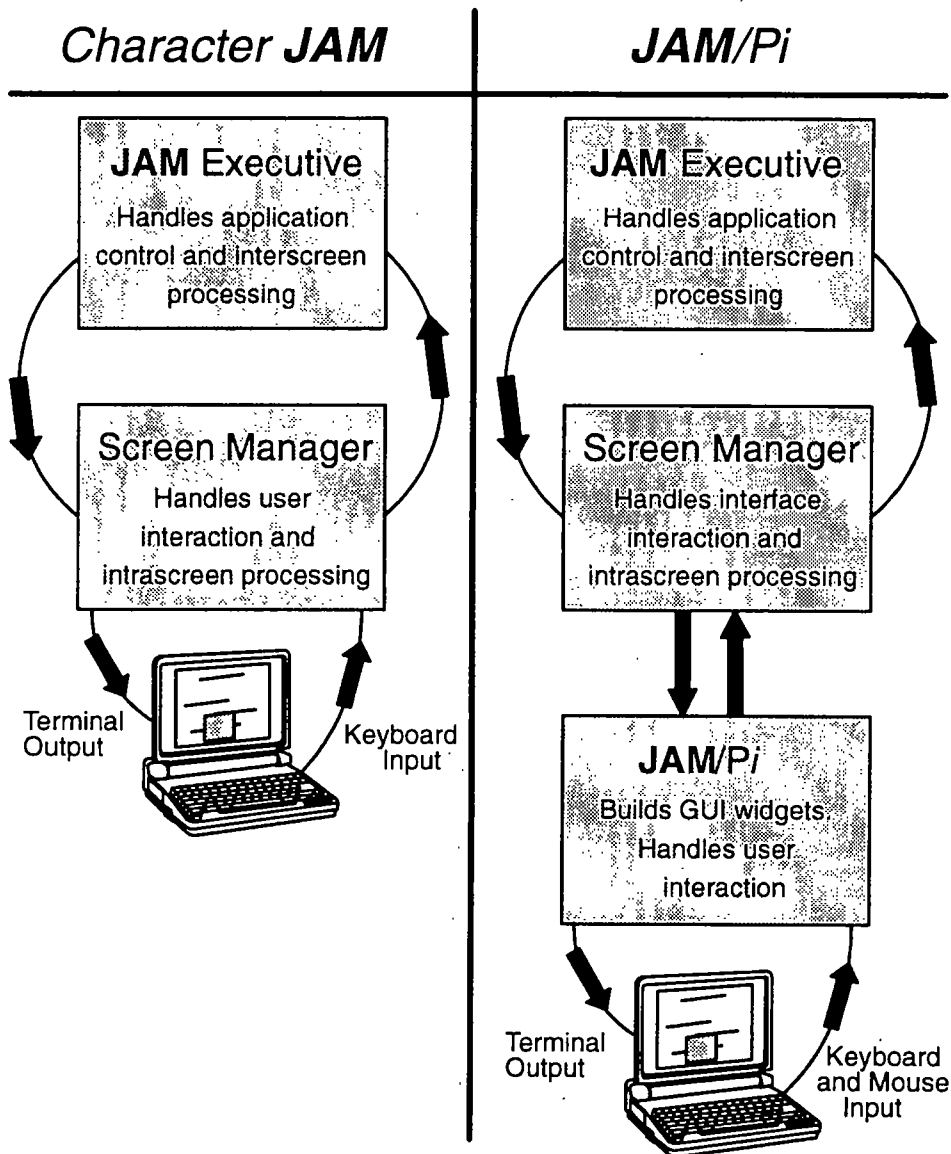 Character JAM
JAM Executive
Handles application
control and interscreen
processing
Screen Manager
Handles user
interaction and
intrascreen processing
Terminal
Output
Keyboard
Input
JAM/Pi
JAM Executive
Handles application
control and interscreen
processing
Screen Manager
Handles interface
interaction and
intrascreen processing
JAM/Pi
Builds GUI widgets.
Handles user
interaction
Terminal
Output
Keyboard
and Mouse
Input